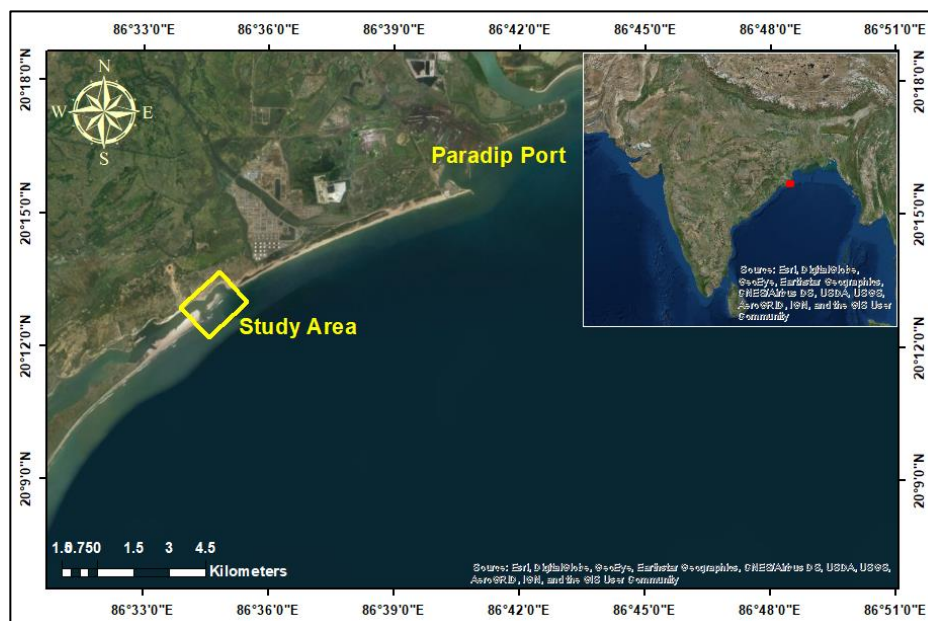 86°33'0"E 86°36'0"E 86°39'0"E 86°42'0"E 86°45'0"E 86°48'0"E 86°51'0"E
20°18'0"N
20°18'0"N
N
W E
S
Paradip Port
20°15'0"N
20°15'0"N
Source: Esri, DigitalGlobe,
GeoEye, Earthstar Geographics,
CNES/Airbus DS, USDA, USGS,
AeroGRID, IGN, and the GIS User
Community
Study Area
20°12'0"N
20°12'0"N
20°9'0"N
20°9'0"N
1.5 0.75 0 1.5 3 4.5
Kilometers
Source: Esri, DigitalGlobe, GeoEye, Earthstar Geographics, CNES/Airbus DS, USDA, USGS,
AeroGRID, IGN, and the GIS User Community
86°33'0"E 86°36'0"E 86°39'0"E 86°42'0"E 86°45'0"E 86°48'0"E 86°51'0"E